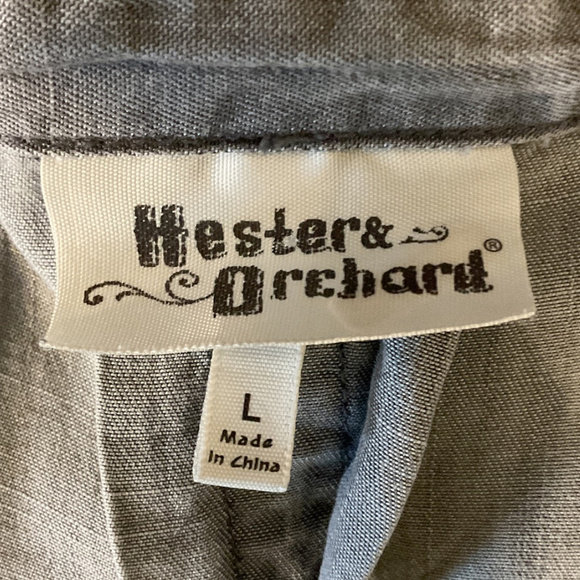 Hester&
Orchard®
L
Made
in China